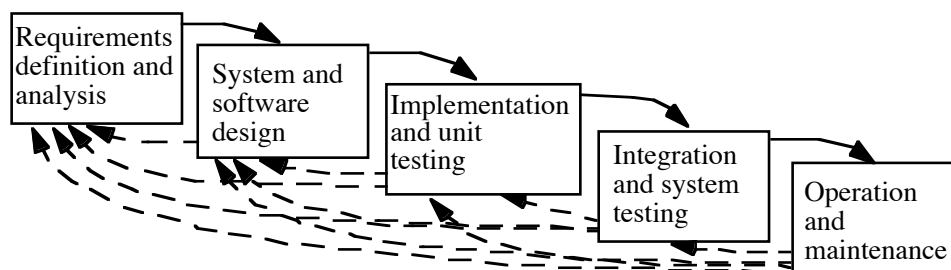 Requirements
definition and
analysis
System and
software
design
Implementation
and unit
testing
Integration
and system
testing
Operation
and
maintenance